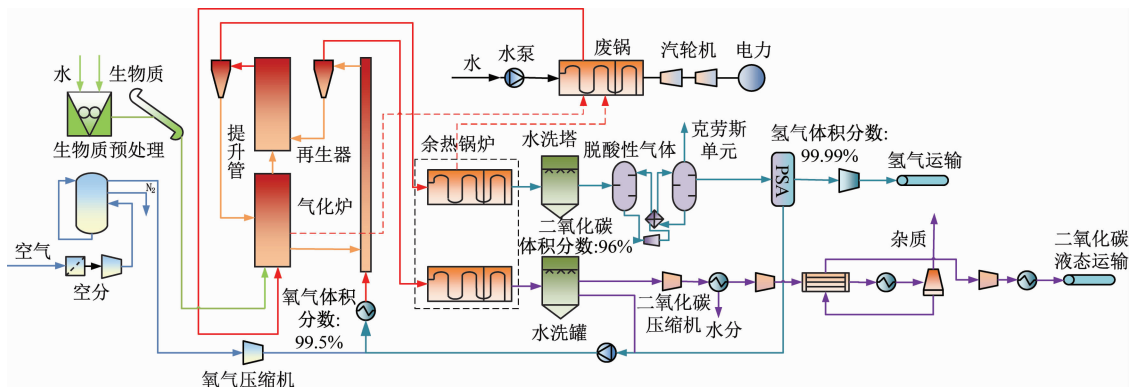 水
生物质
生物质预处理
N₂
空气
空分
氧气压缩机
提升管
再生器
气化炉
氧气体积
分数:
99.5%
水
水泵
废锅
汽轮机
电力
余热锅炉
水洗塔
脱酸性气体
克劳斯
单元
氢气体积分数:
99.99%
PSA
氢气运输
二氧化碳
体积分数:96%
水洗罐
二氧化碳
压缩机
水分
杂质
二氧化碳
液态运输